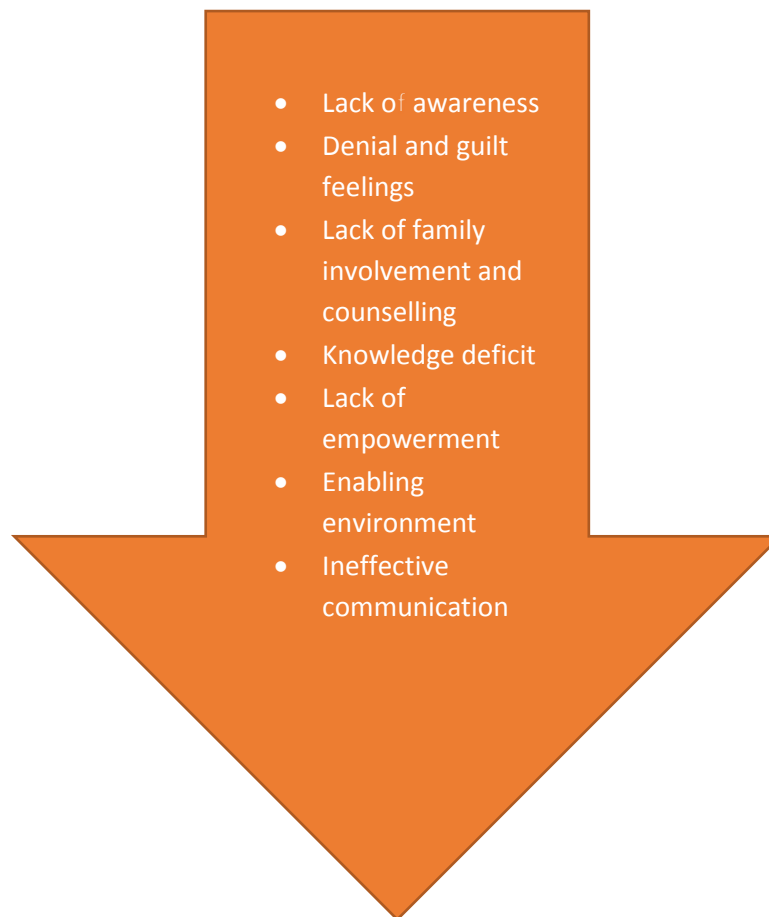 • Lack of awareness
• Denial and guilt
feelings
• Lack of family
involvement and
counselling
• Knowledge deficit
• Lack of
empowerment
• Enabling
environment
• Ineffective
communication